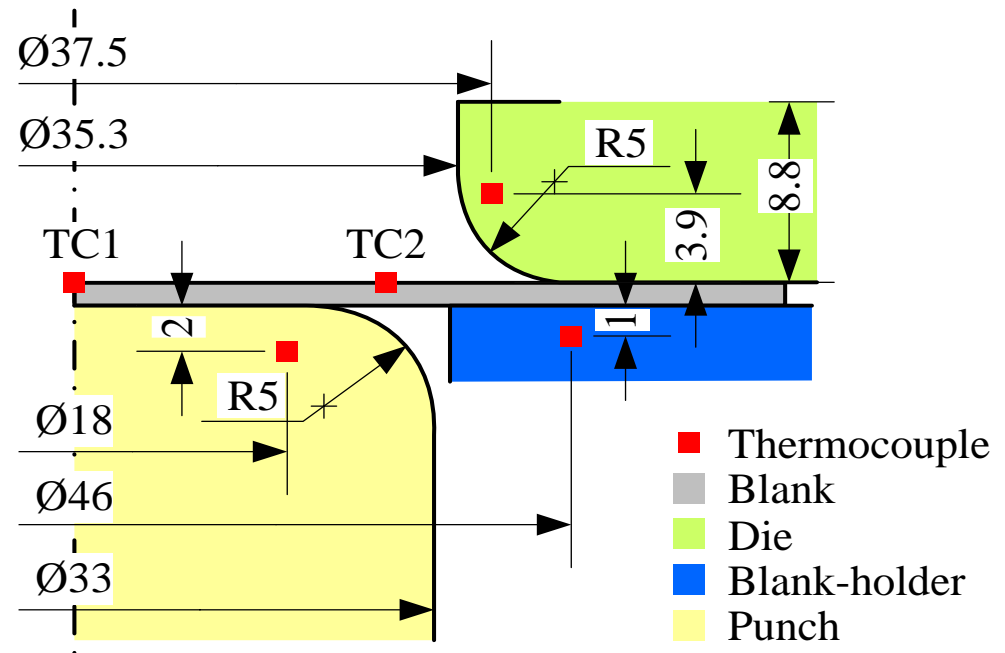 Ø37.5
Ø35.3
R5
8.8
3.9
TC1
TC2
2
1
R5
Ø18
Ø46
Ø33
Thermocouple
Blank
Die
Blank-holder
Punch